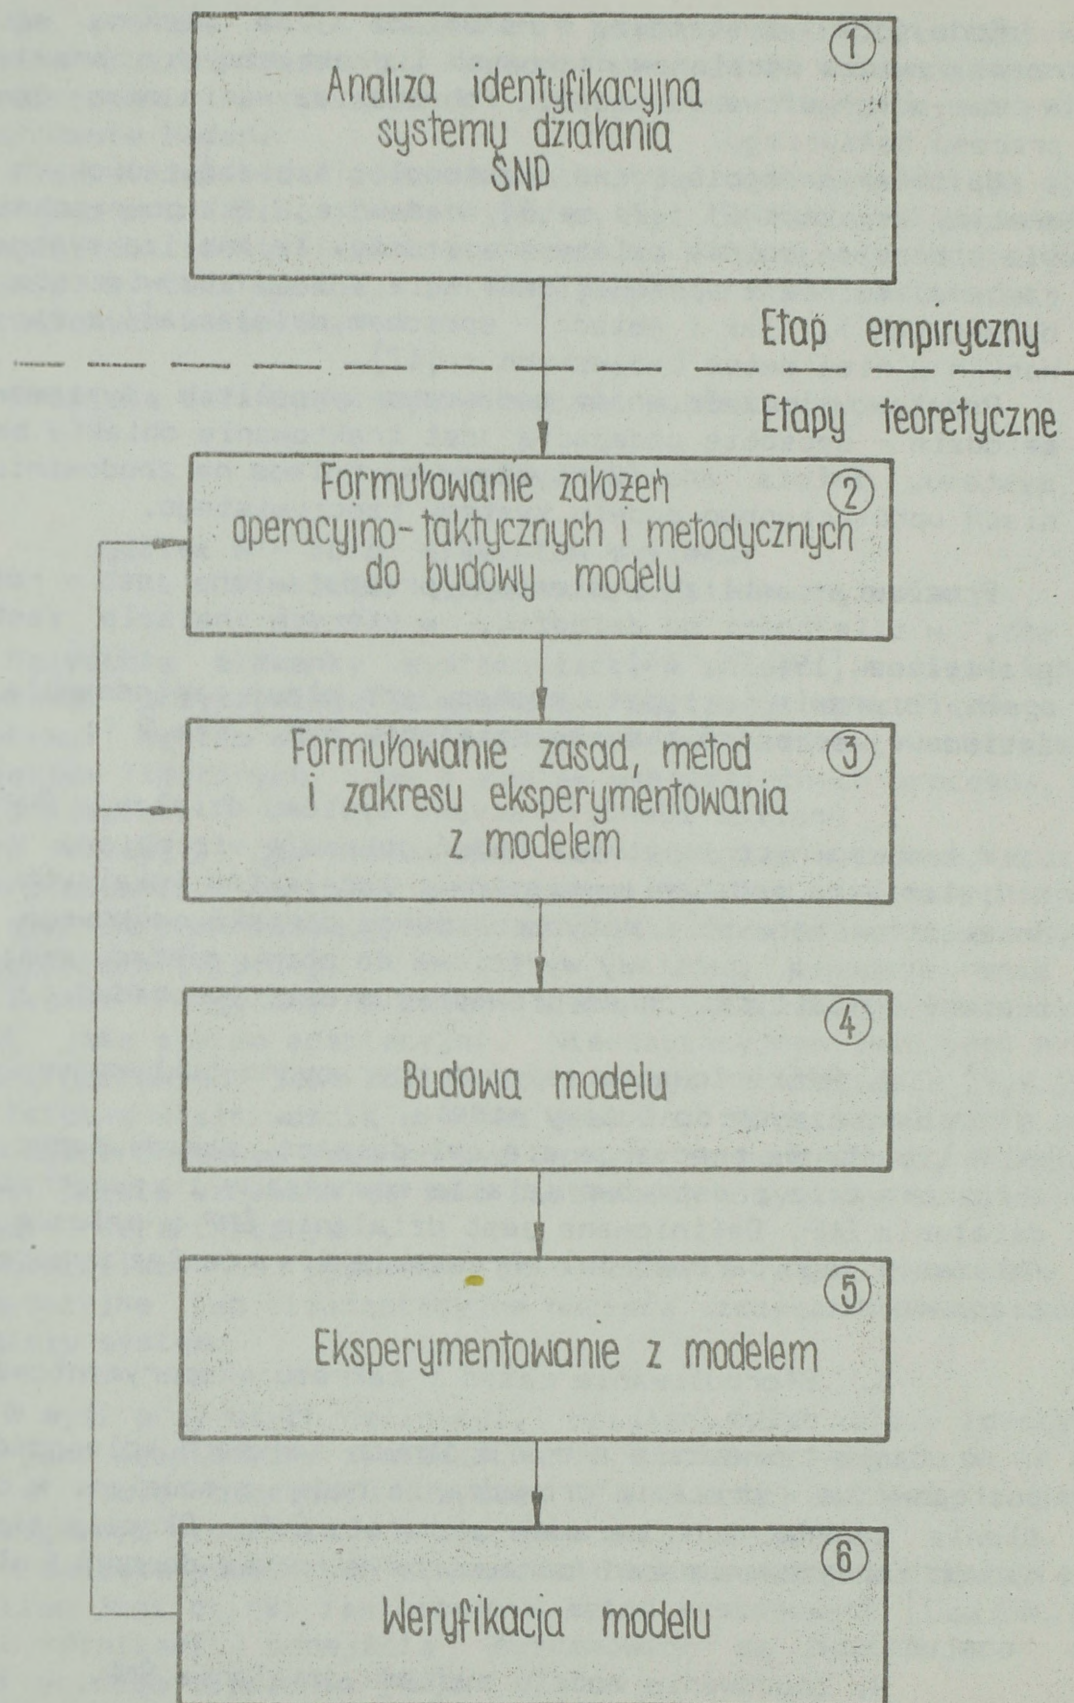 1
Analiza identyfikacyjna
systemu działania
ŚNP
Etap empiryczny
Etapy teoretyczne
2
Formułowanie założeń
operacyjno-taktycznych i metodycznych
do budowy modelu
3
Formułowanie zasad, metod
i zakresu eksperymentowania
z modelem
4
Budowa modelu
5
Eksperymentowanie z modelem
6
Weryfikacja modelu